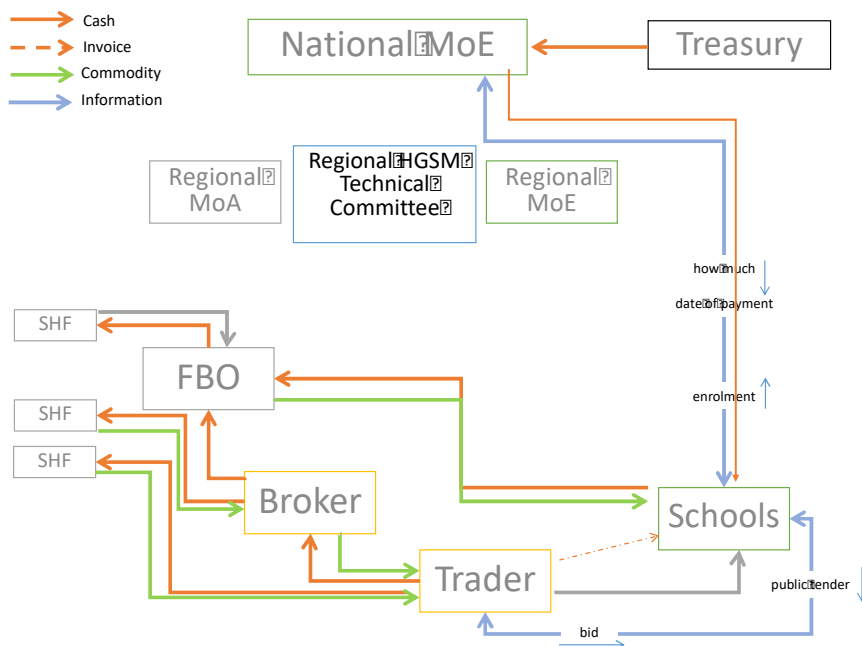 Cash
Invoice
Commodity
Information
National MoE
Treasury
Regional
MoA
Regional HGSM
Technical
Committee
Regional
MoE
how much
date of payment
enrolment
SHF
FBO
SHF
SHF
Broker
Schools
Trader
public tender
bid